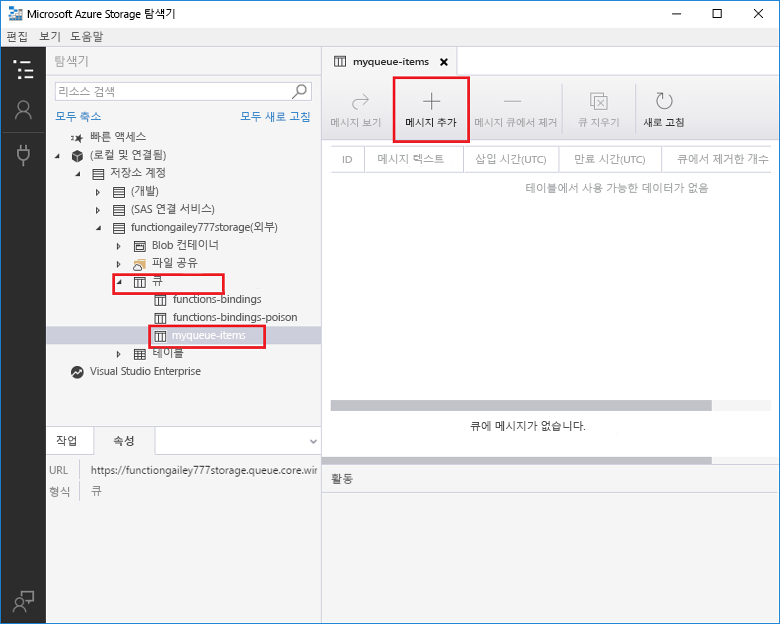 Microsoft Azure Storage 탐색기
편집 보기 도움말
탐색기
리소스 검색
모두 축소 모두 새로 고침
빠른 액세스
(로컬 및 연결됨)
저장소 계정
(개발)
(SAS 연결 서비스)
functiongailey777storage(외부)
Blob 컨테이너
파일 공유
큐
functions-bindings
functions-bindings-poison
myqueue-items
테이블
Visual Studio Enterprise
작업 속성
URL https://functiongailey777storage.queue.core.wir
형식 큐
myqueue-items
메시지 보기 메시지 추가 메시지 큐에서 제거 큐 지우기 새로 고침
ID 메시지 텍스트 삽입 시간(UTC) 만료 시간(UTC) 큐에서 제거한 개수
테이블에서 사용 가능한 데이터가 없음
큐에 메시지가 없습니다.
활동